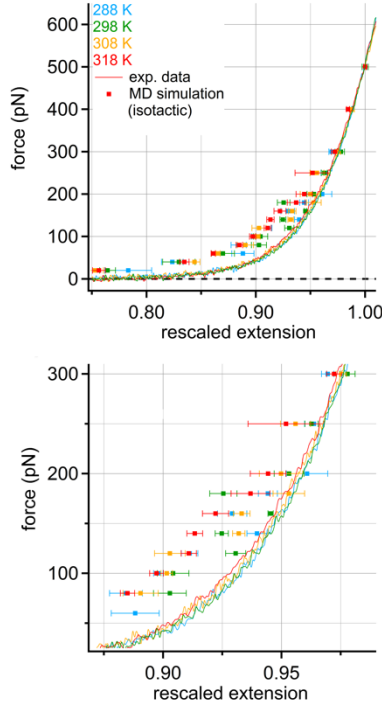 288 K
298 K
308 K
318 K
exp. data
MD simulation
(isotactic)
600
500
400
300
200
100
0
force (pN)
0.80
0.90
1.00
rescaled extension
300
200
100
force (pN)
0.90
0.95
rescaled extension